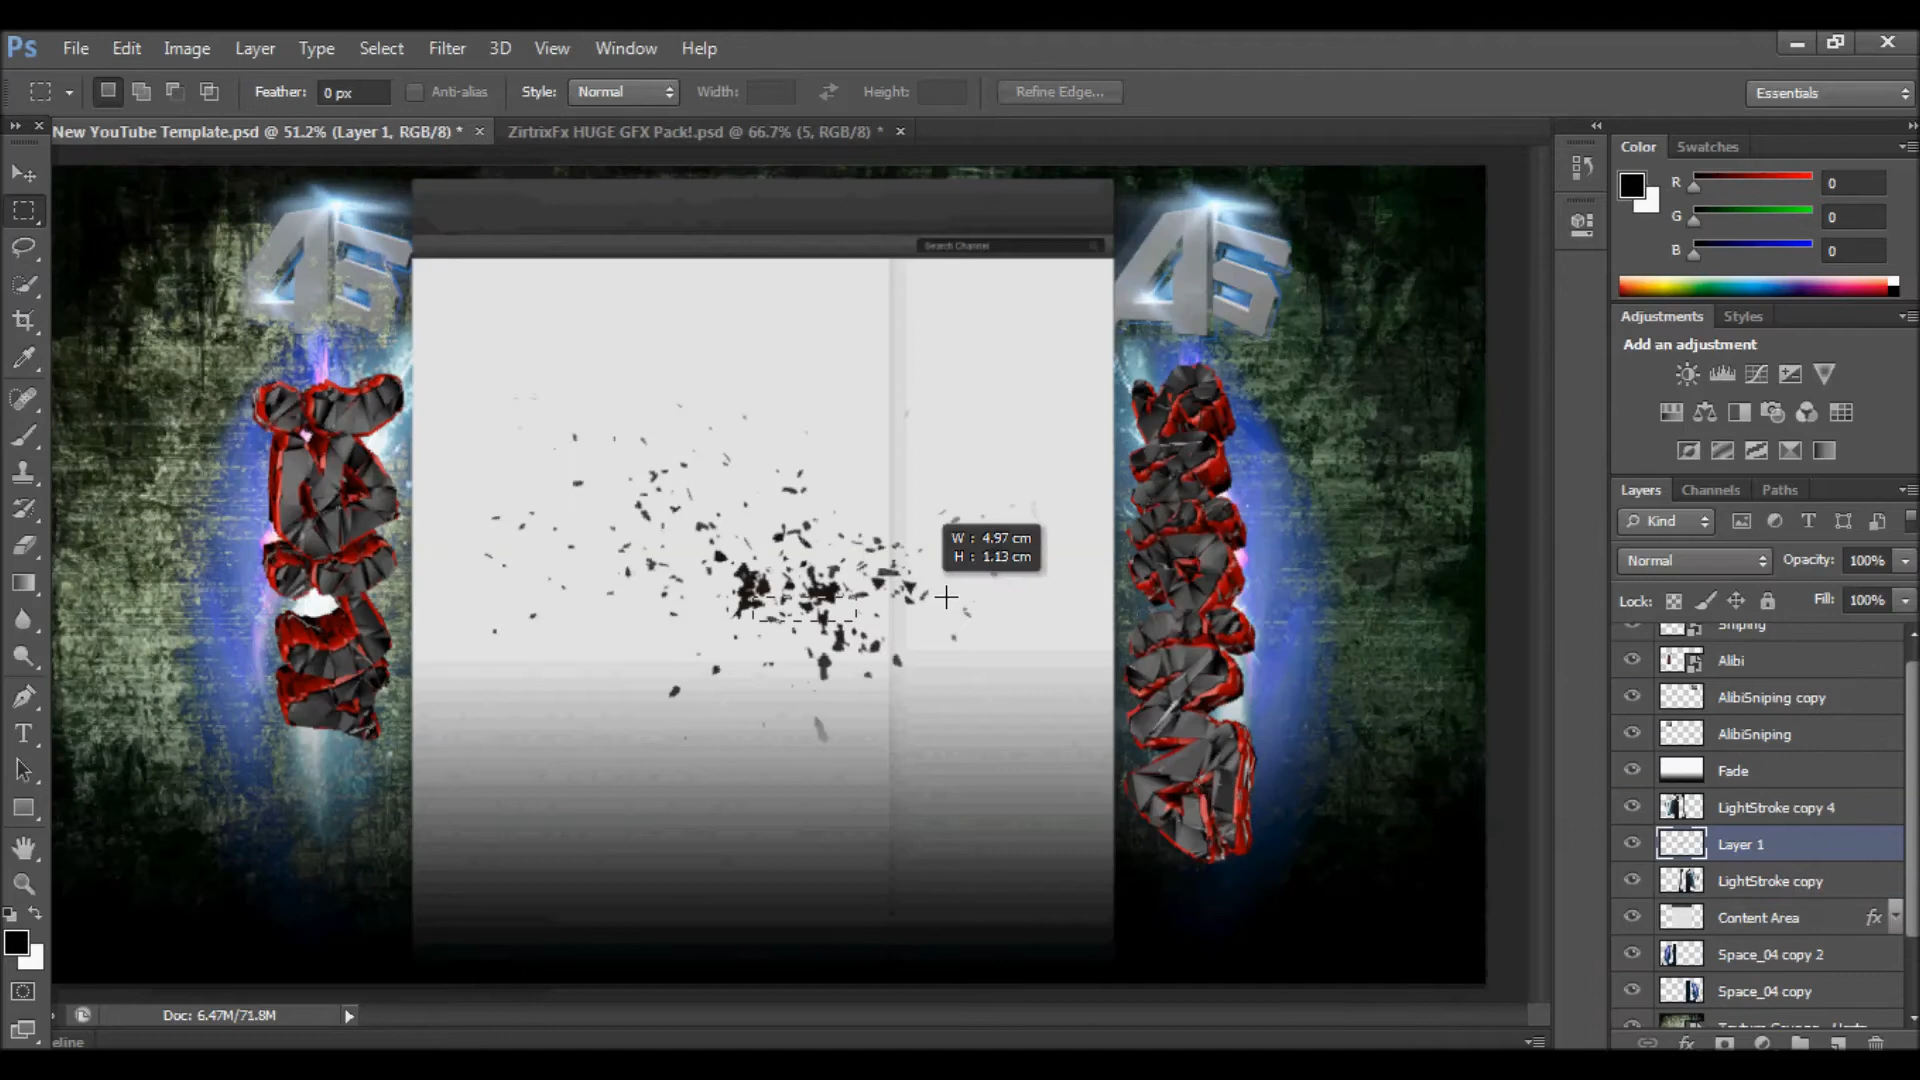 Ps File Edit Image Layer Type Select Filter 3D View Window Help
Feather: 0 px Anti-alias Style: Normal Width: Height: Refine Edge... Essentials
New YouTube Template.psd @ 51.2% (Layer 1, RGB/8) * × ZirtrixFx HUGE GFX Pack!.psd @ 66.7% (5, RGB/8) * ×
Color Swatches
R 0
G 0
B 0
45
45
Search Channel
Adjustments Styles
Add an adjustment
Layers Channels Paths
Kind
Normal Opacity: 100%
Lock: Fill: 100%
W : 4.97 cm
H : 1.13 cm
Sniping
Alibi
AlibiSniping copy
AlibiSniping
Fade
LightStroke copy 4
Layer 1
LightStroke copy
Content Area fx
Space_04 copy 2
Space_04 copy
Doc: 6.47M/71.8M
eline
fx